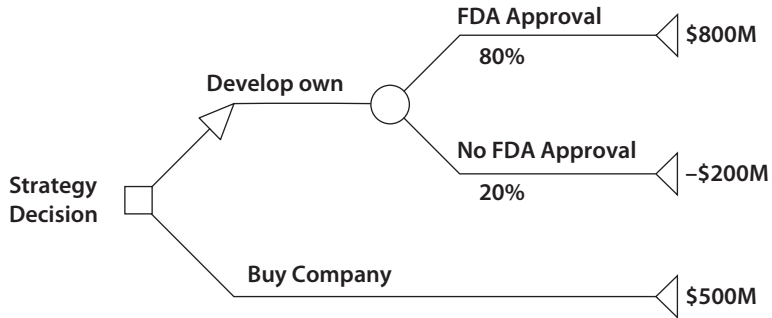 FDA Approval
$800M
80%
Develop own
No FDA Approval
–$200M
20%
Strategy
Decision
Buy Company
$500M